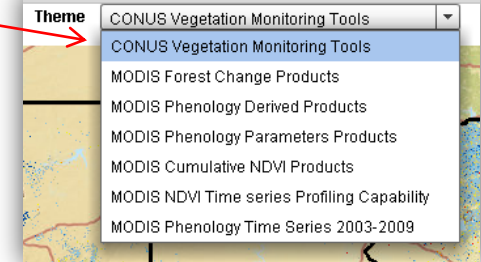 Theme CONUS Vegetation Monitoring Tools
CONUS Vegetation Monitoring Tools
MODIS Forest Change Products
MODIS Phenology Derived Products
MODIS Phenology Parameters Products
MODIS Cumulative NDVI Products
MODIS NDVI Time series Profiling Capability
MODIS Phenology Time Series 2003-2009